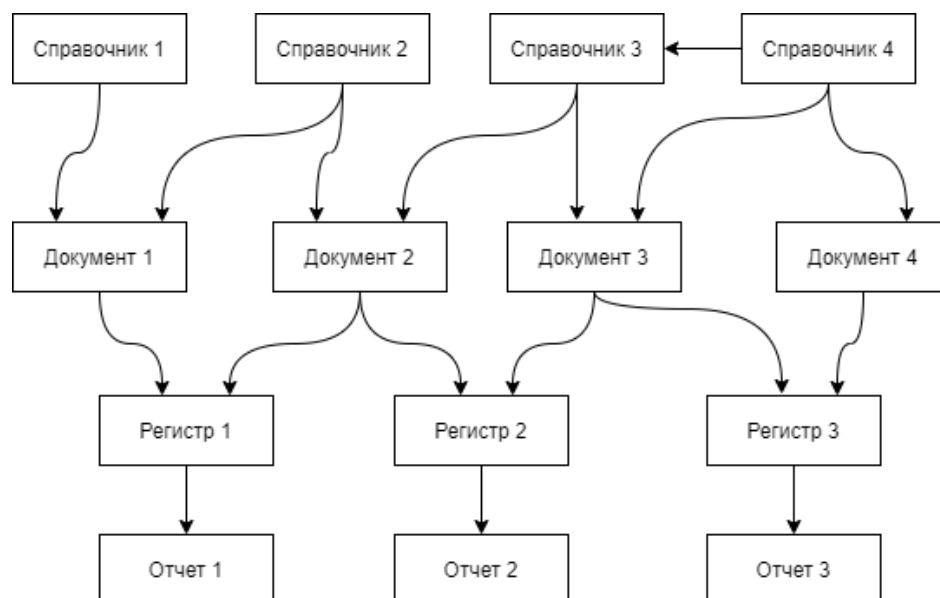 Справочник 1
Справочник 2
Справочник 3
Справочник 4
Документ 1
Документ 2
Документ 3
Документ 4
Регистр 1
Регистр 2
Регистр 3
Отчет 1
Отчет 2
Отчет 3